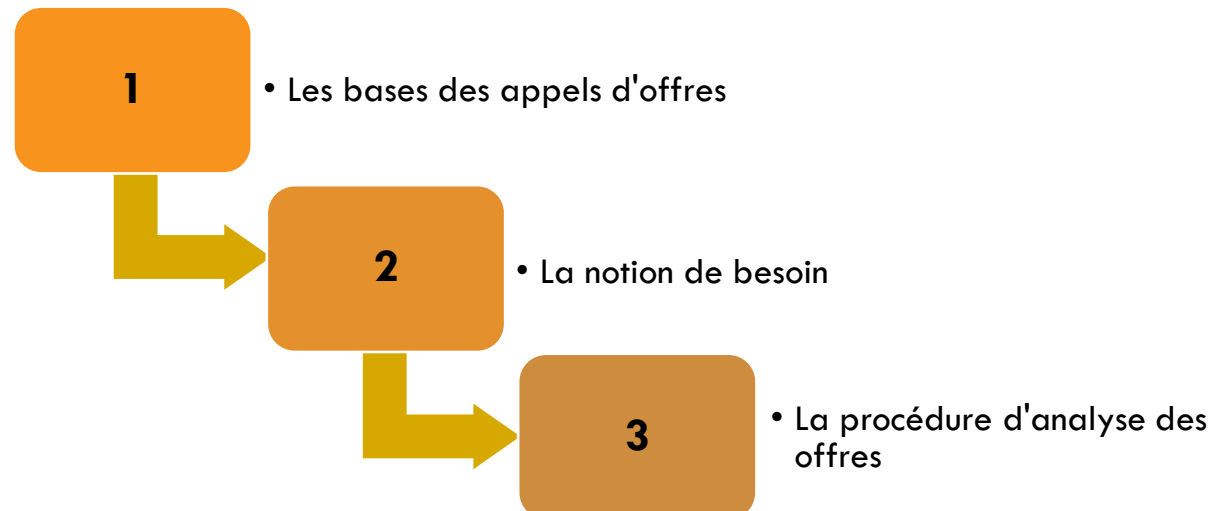 1
• Les bases des appels d'offres
2
• La notion de besoin
3
• La procédure d'analyse des
offres